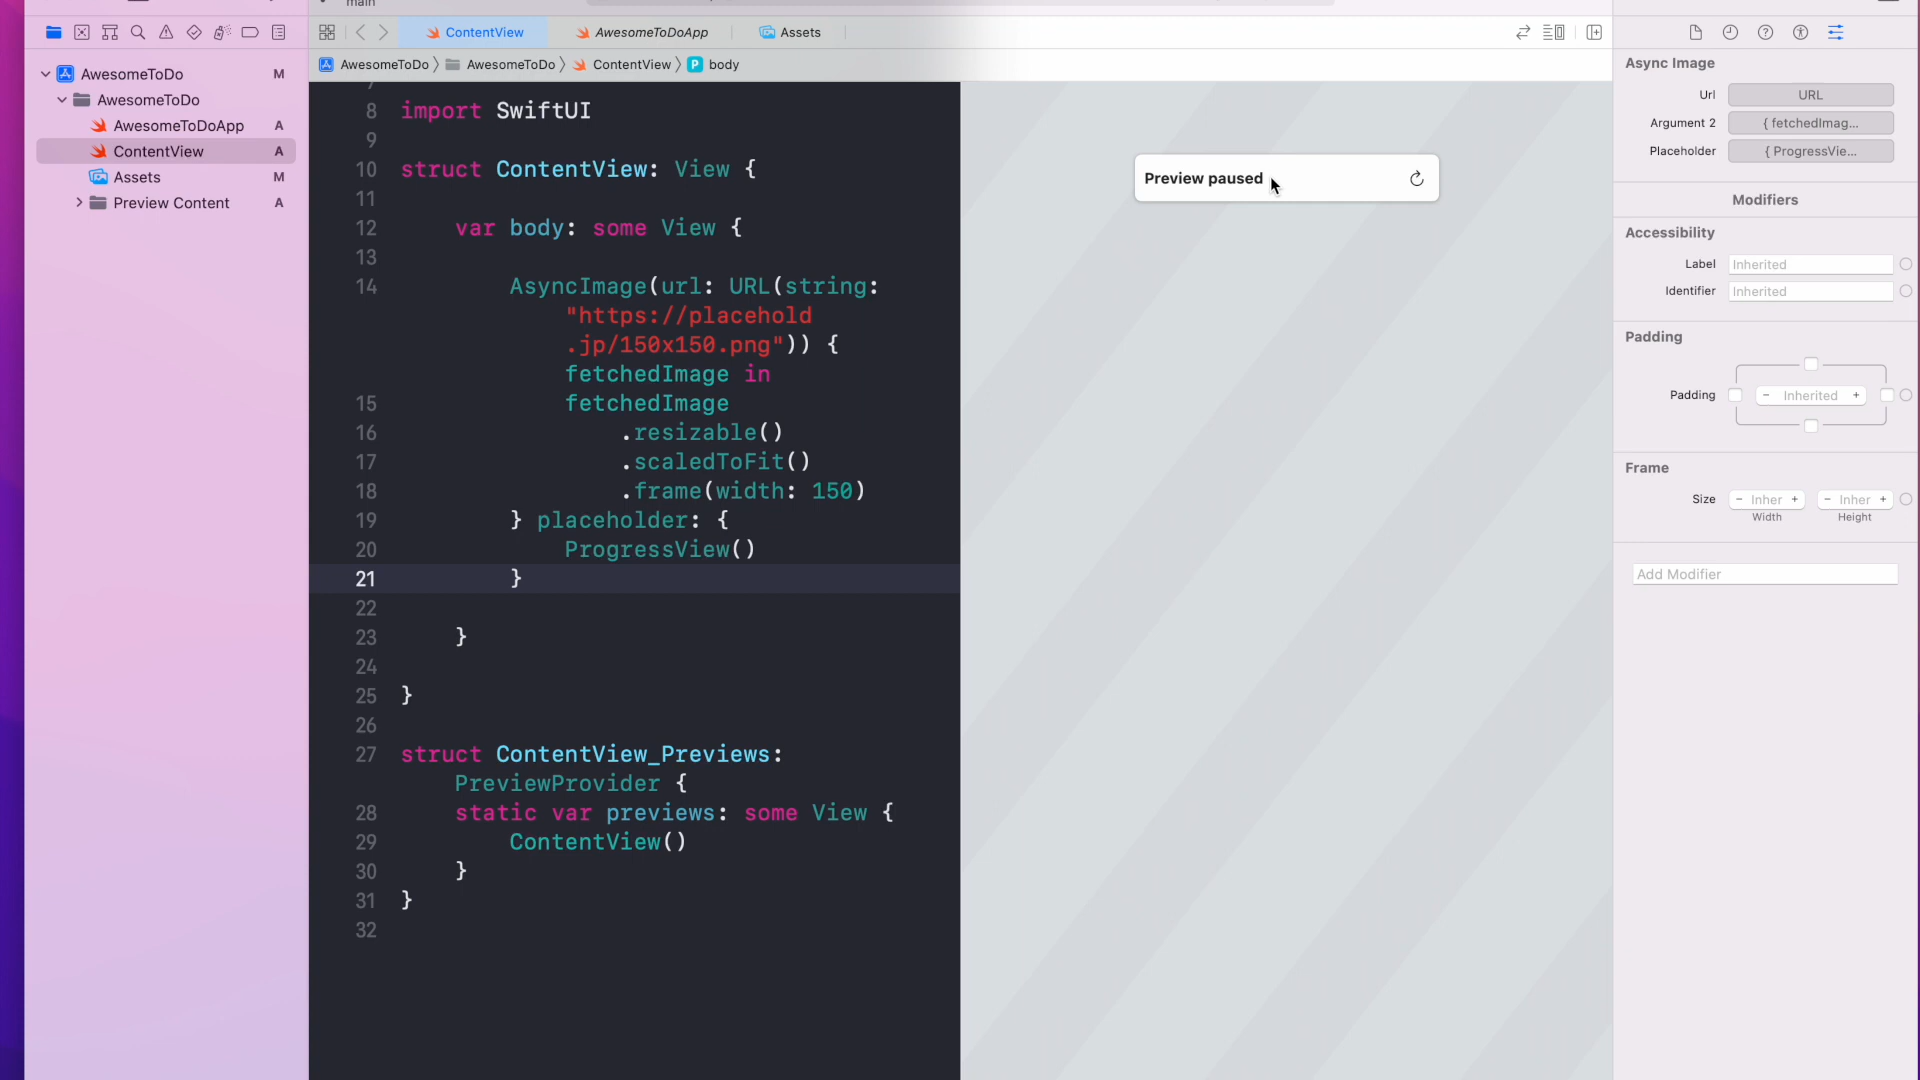 main
ContentView
AwesomeToDoApp
Assets
AwesomeToDo M
AwesomeToDo
AwesomeToDoApp A
ContentView A
Assets M
Preview Content A
AwesomeToDo AwesomeToDo ContentView P body
7
8 import SwiftUI
9
10 struct ContentView: View {
11
12 var body: some View {
13
14 AsyncImage(url: URL(string:
"https://placehold
.jp/150x150.png")) {
fetchedImage in
15 fetchedImage
16 .resizable()
17 .scaledToFit()
18 .frame(width: 150)
19 } placeholder: {
20 ProgressView()
21 }
22
23 }
24
25 }
26
27 struct ContentView_Previews:
PreviewProvider {
28 static var previews: some View {
29 ContentView()
30 }
31 }
32
Preview paused
Async Image
Url URL
Argument 2 { fetchedImag...
Placeholder { ProgressVie...
Modifiers
Accessibility
Label Inherited
Identifier Inherited
Padding
Padding - Inherited +
Frame
Size - Inher + - Inher +
Width Height
Add Modifier